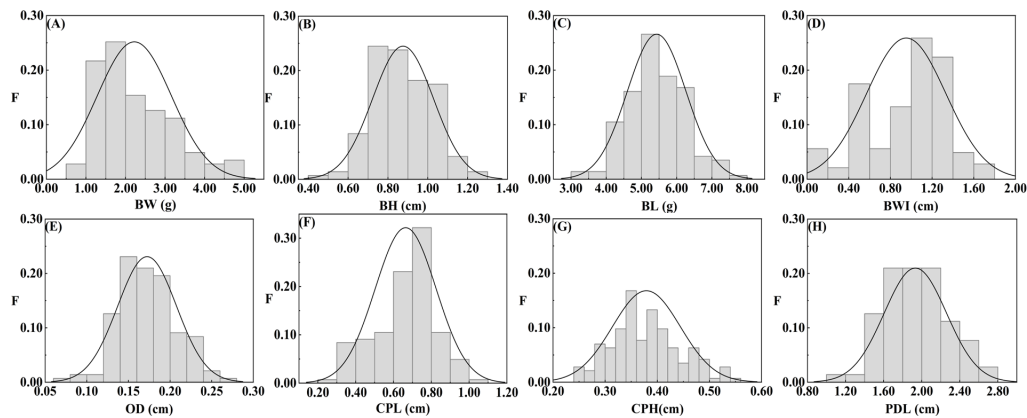 0.30 (A)
0.20
F
0.10
0.00
0.00 1.00 2.00 3.00 4.00 5.00
BW (g)
0.30 (B)
0.20
F
0.10
0.00
0.40 0.60 0.80 1.00 1.20 1.40
BH (cm)
0.30 (C)
0.20
F
0.10
0.00
3.00 4.00 5.00 6.00 7.00 8.00
BL (g)
0.30 (D)
0.20
F
0.10
0.00
0.00 0.40 0.80 1.20 1.60 2.00
BWI (cm)
0.30 (E)
0.20
F
0.10
0.00
0.05 0.10 0.15 0.20 0.25 0.30
OD (cm)
(F)
0.30
0.20
F
0.10
0.00
0.20 0.40 0.60 0.80 1.00 1.20
CPL (cm)
0.30 (G)
0.20
F
0.10
0.00
0.20 0.30 0.40 0.50 0.60
CPH(cm)
0.30 (H)
0.20
F
0.10
0.00
0.80 1.60 2.00 2.40 2.80
PDL (cm)